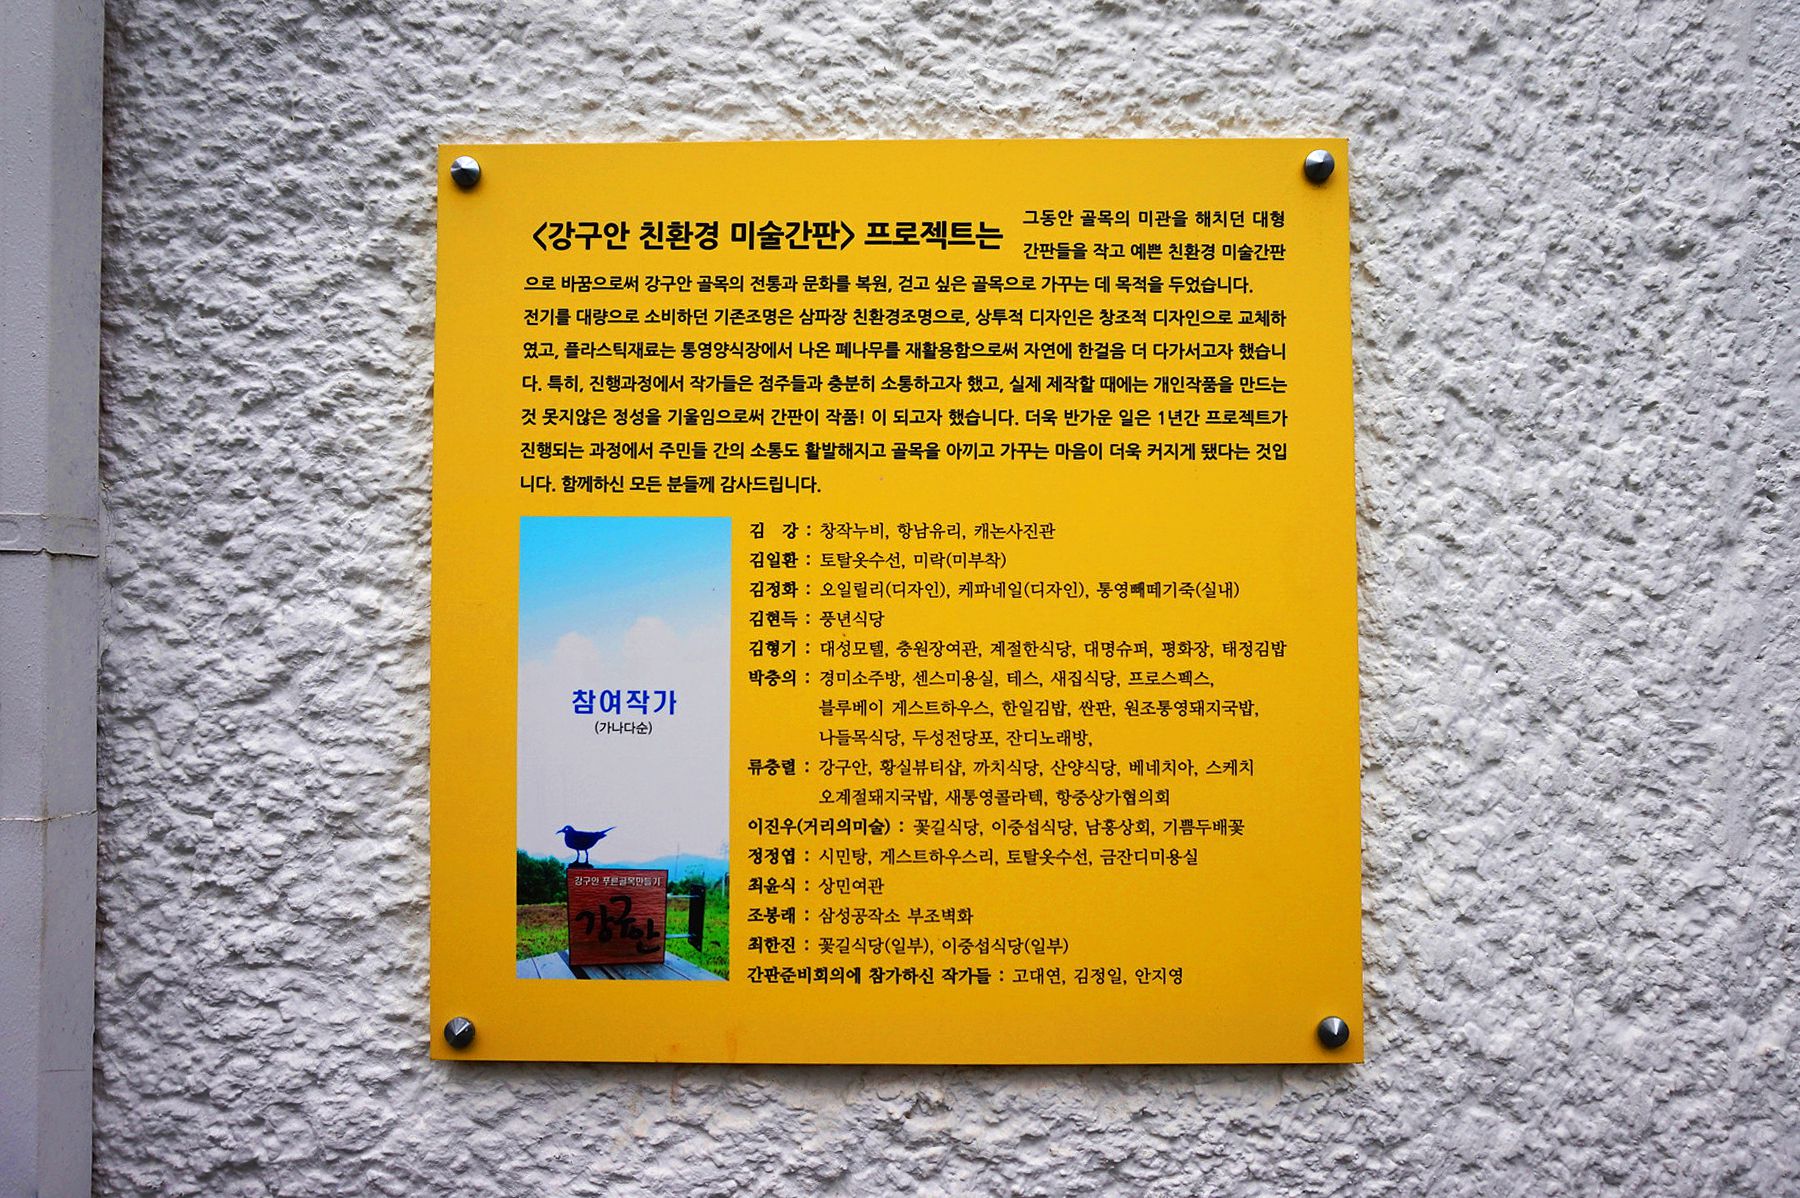 <강구안 친환경 미술간판> 프로젝트는 그동안 골목의 미관을 해치던 대형
간판들을 작고 예쁜 친환경 미술간판
으로 바꿈으로써 강구안 골목의 전통과 문화를 복원, 걷고 싶은 골목으로 가꾸는 데 목적을 두었습니다.
전기를 대량으로 소비하던 기존조명은 삼파장 친환경조명으로, 상투적 디자인은 창조적 디자인으로 교체하
였고, 플라스틱재료는 통영양식장에서 나온 폐나무를 재활용함으로써 자연에 한걸음 더 다가서고자 했습니
다. 특히, 진행과정에서 작가들은 점주들과 충분히 소통하고자 했고, 실제 제작할 때에는 개인작품을 만드는
것 못지않은 정성을 기울임으로써 간판이 작품! 이 되고자 했습니다. 더욱 반가운 일은 1년간 프로젝트가
진행되는 과정에서 주민들 간의 소통도 활발해지고 골목을 아끼고 가꾸는 마음이 더욱 커지게 됐다는 것입
니다. 함께하신 모든 분들께 감사드립니다.
참여작가
(가나다순)
강구안 푸른골목만들기
강구안
김 강 : 창작누비, 항남유리, 캐논사진관
김일환 : 토탈옷수선, 미락(미부착)
김정화 : 오일릴리(디자인), 케파네일(디자인), 통영빼떼기죽(실내)
김현득 : 풍년식당
김형기 : 대성모텔, 충원장여관, 계절한식당, 대명슈퍼, 평화장, 태정김밥
박충의 : 경미소주방, 센스미용실, 테스, 새집식당, 프로스펙스,
블루베이 게스트하우스, 한일김밥, 싼판, 원조통영돼지국밥,
나들목식당, 두성전당포, 잔디노래방,
류충렬 : 강구안, 황실뷰티샵, 까치식당, 산양식당, 베네치아, 스케치
오계절돼지국밥, 새통영콜라텍, 항중상가협의회
이진우(거리의미술) : 꽃길식당, 이중섭식당, 남흥상회, 기쁨두배꽃
정정엽 : 시민탕, 게스트하우스리, 토탈옷수선, 금잔디미용실
최윤식 : 상민여관
조봉래 : 삼성공작소 부조벽화
최한진 : 꽃길식당(일부), 이중섭식당(일부)
간판준비회의에 참가하신 작가들 : 고대연, 김정일, 안지영